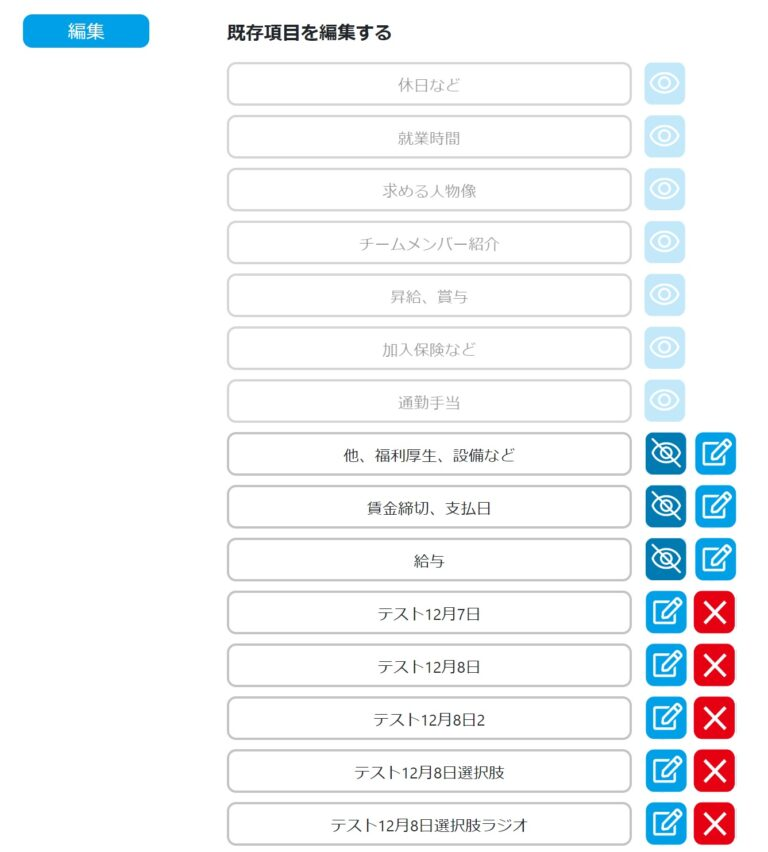 編集
既存項目を編集する
休日など
就業時間
求める人物像
チームメンバー紹介
昇給、賞与
加入保険など
通勤手当
他、福利厚生、設備など
賃金締切、支払日
給与
テスト12月7日
テスト12月8日
テスト12月8日2
テスト12月8日選択肢
テスト12月8日選択肢ラジオ